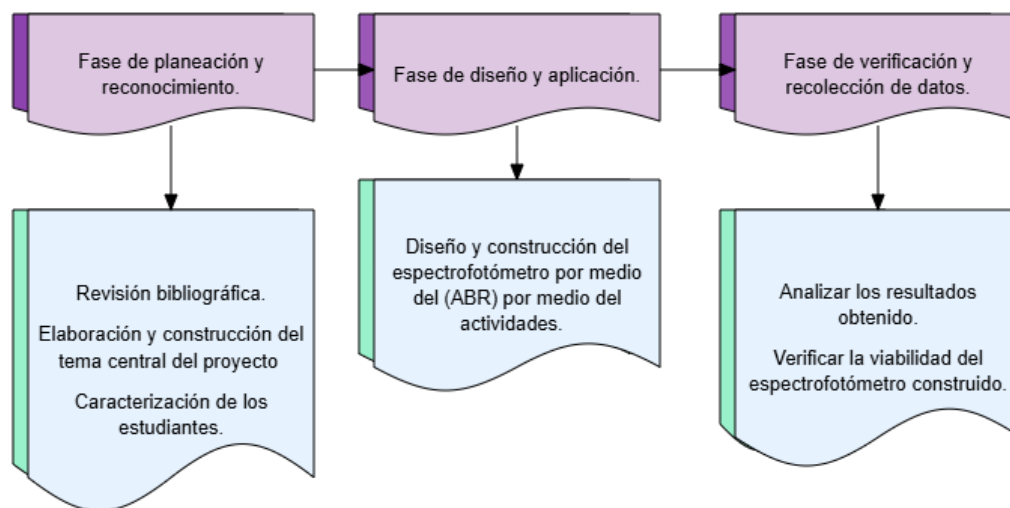 Fase de planeación y
reconocimiento.
Fase de diseño y aplicación.
Fase de verificación y
recolección de datos.
Revisión bibliográfica.
Elaboración y construcción del
tema central del proyecto
Caracterización de los
estudiantes.
Diseño y construcción del
espectrofotómetro por medio
del (ABR) por medio del
actividades.
Analizar los resultados
obtenido.
Verificar la viabilidad del
espectrofotómetro construido.